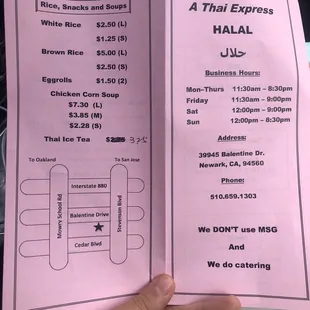 Rice, Snacks and Soups
White Rice $2.50 (L)
$1.25 (S)
Brown Rice $5.00 (L)
$2.50 (S)
Eggrolls $1.50 (2)
Chicken Corn Soup
$7.30 (L)
$3.85 (M)
$2.28 (S)
Thai Ice Tea $2.25 3.25
To Oakland To San Jose
Interstate 880
Mowry School Rd
Balentine Drive
Stevenson Blvd
Cedar Blvd
A Thai Express
HALAL
حلال
Business Hours:
Mon-Thurs 11:30am – 8:30pm
Friday 11:30am – 9:00pm
Sat 12:00pm – 9:00pm
Sun 12:00pm – 8:30pm
Address:
39945 Balentine Dr.
Newark, CA, 94560
Phone:
510.659.1303
We DON'T use MSG
And
We do catering